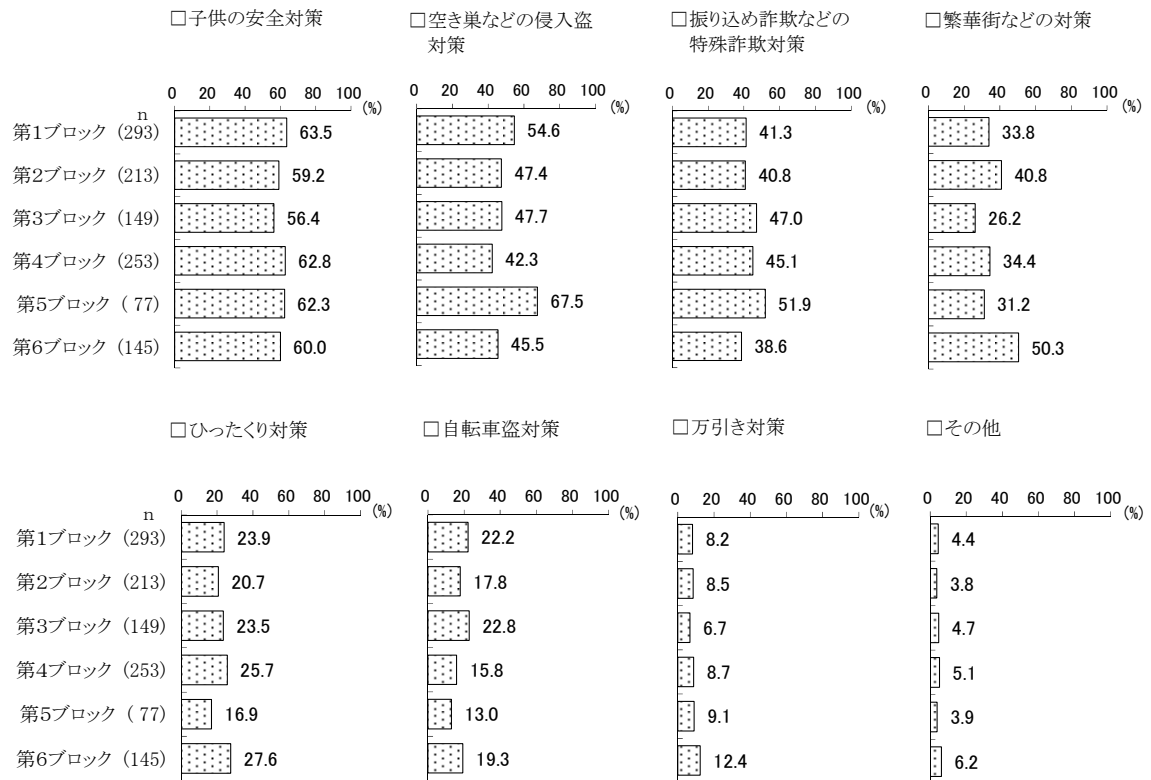 □子供の安全対策
□空き巣などの侵入盗
対策
□振り込め詐欺などの
特殊詐欺対策
□繁華街などの対策
0 20 40 60 80 100 (%)
0 20 40 60 80 100 (%)
0 20 40 60 80 100 (%)
0 20 40 60 80 100 (%)
n
第1ブロック (293) 63.5 54.6 41.3 33.8
第2ブロック (213) 59.2 47.4 40.8 40.8
第3ブロック (149) 56.4 47.7 47.0 26.2
第4ブロック (253) 62.8 42.3 45.1 34.4
第5ブロック ( 77) 62.3 67.5 51.9 31.2
第6ブロック (145) 60.0 45.5 38.6 50.3
□ひったくり対策
□自転車盗対策
□万引き対策
□その他
0 20 40 60 80 100 (%)
0 20 40 60 80 100 (%)
0 20 40 60 80 100 (%)
0 20 40 60 80 100 (%)
n
第1ブロック (293) 23.9 22.2 8.2 4.4
第2ブロック (213) 20.7 17.8 8.5 3.8
第3ブロック (149) 23.5 22.8 6.7 4.7
第4ブロック (253) 25.7 15.8 8.7 5.1
第5ブロック ( 77) 16.9 13.0 9.1 3.9
第6ブロック (145) 27.6 19.3 12.4 6.2